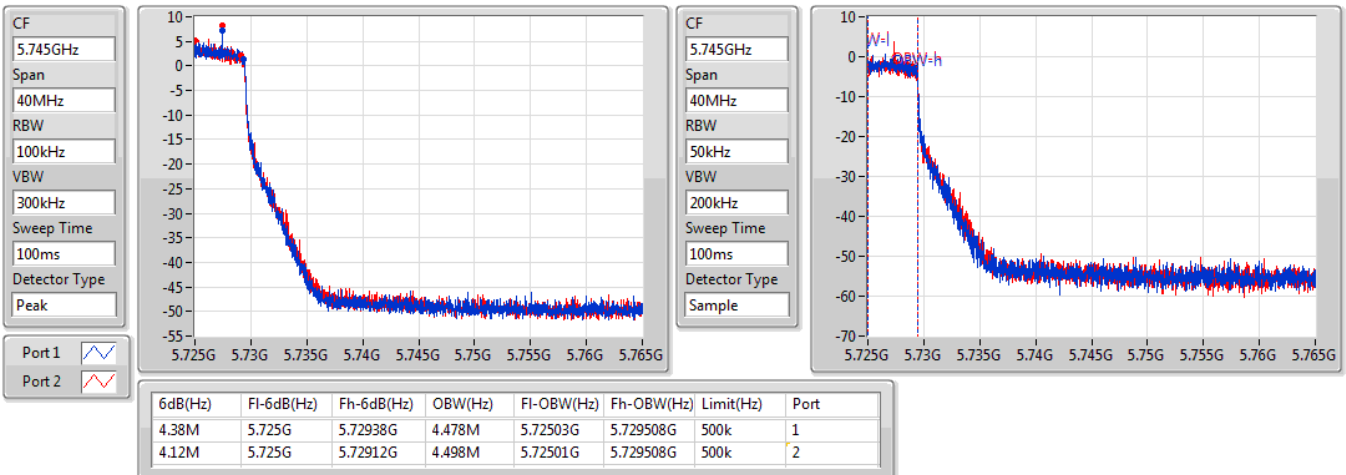 CF
5.745GHz
Span
40MHz
RBW
100kHz
VBW
300kHz
Sweep Time
100ms
Detector Type
Peak
Port 1
Port 2
10
5
0
-5
-10
-15
-20
-25
-30
-35
-40
-45
-50
-55
5.725G 5.73G 5.735G 5.74G 5.745G 5.75G 5.755G 5.76G 5.765G
CF
5.745GHz
Span
40MHz
RBW
50kHz
VBW
200kHz
Sweep Time
100ms
Detector Type
Sample
10
0
-10
-20
-30
-40
-50
-60
-70
W-l
OBW-h
5.725G 5.73G 5.735G 5.74G 5.745G 5.75G 5.755G 5.76G 5.765G
6dB(Hz) Fl-6dB(Hz) Fh-6dB(Hz) OBW(Hz) Fl-OBW(Hz) Fh-OBW(Hz) Limit(Hz) Port
4.38M 5.725G 5.72938G 4.478M 5.72503G 5.729508G 500k 1
4.12M 5.725G 5.72912G 4.498M 5.72501G 5.729508G 500k 2